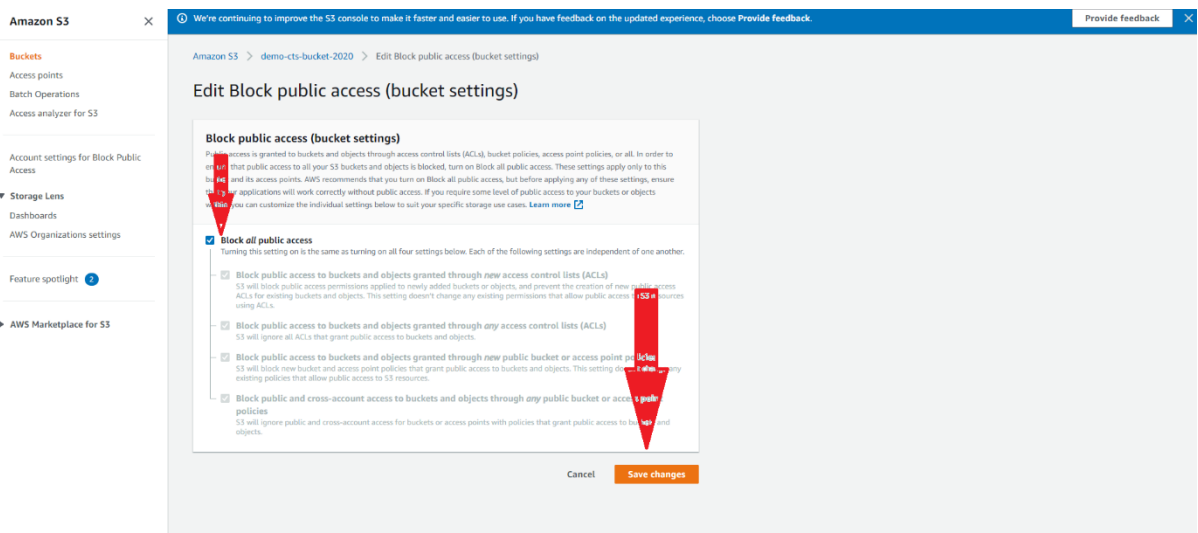 Amazon S3
We're continuing to improve the S3 console to make it faster and easier to use. If you have feedback on the updated experience, choose Provide feedback.
Provide feedback
Buckets
Access points
Batch Operations
Access analyzer for S3
Account settings for Block Public
Access
Storage Lens
Dashboards
AWS Organizations settings
Feature spotlight 2
AWS Marketplace for S3
Amazon S3 > demo-cts-bucket-2020 > Edit Block public access (bucket settings)
Edit Block public access (bucket settings)
Block public access (bucket settings)
access is granted to buckets and objects through access control lists (ACLs), bucket policies, access point policies, or all. In order to
that public access to all your S3 buckets and objects is blocked, turn on Block all public access. These settings apply only to this
and its access points. AWS recommends that you turn on Block all public access, but before applying any of these settings, ensure
applications will work correctly without public access. If you require some level of public access to your buckets or objects
you can customize the individual settings below to suit your specific storage use cases. Learn more
Block all public access
Turning this setting on is the same as turning on all four settings below. Each of the following settings are independent of one another.
Block public access to buckets and objects granted through new access control lists (ACLs)
S3 will block public access permissions applied to newly added buckets or objects, and prevent the creation of new public access
ACLs for existing buckets and objects. This setting doesn't change any existing permissions that allow public access
using ACLs.
Block public access to buckets and objects granted through any access control lists (ACLs)
S3 will ignore all ACLs that grant public access to buckets and objects.
Block public access to buckets and objects granted through new public bucket or access point
S3 will block new bucket and access point policies that grant public access to buckets and objects. This setting any
existing policies that allow public access to S3 resources.
Block public and cross-account access to buckets and objects through any public bucket or
policies
S3 will ignore public and cross-account access for buckets or access points with policies that grant public access to and
objects.
Cancel
Save changes